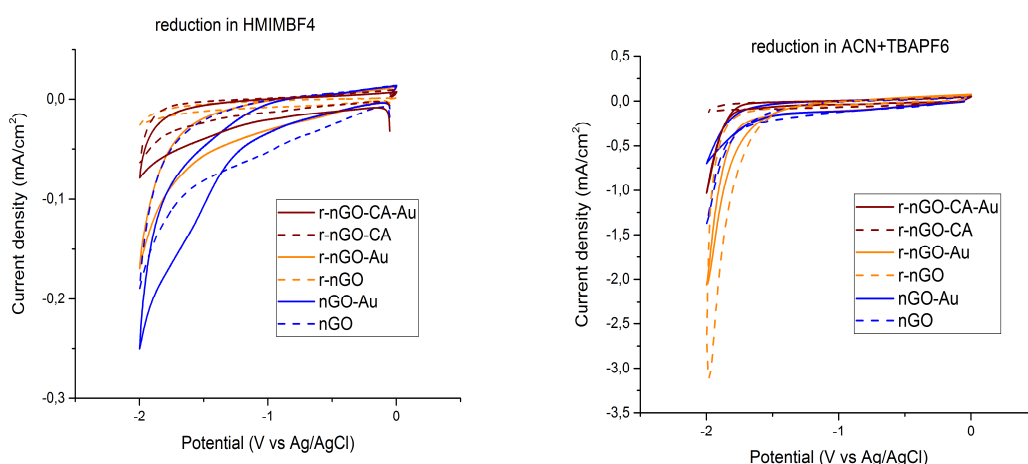 reduction in HMIMBF4
Current density (mA/cm²)
0,0
-0,1
-0,2
-0,3
-2
-1
0
Potential (V vs Ag/AgCl)
r-nGO-CA-Au
r-nGO-CA
r-nGO-Au
r-nGO
nGO-Au
nGO
reduction in ACN+TBAPF6
Current density (mA/cm²)
0,5
0,0
-0,5
-1,0
-1,5
-2,0
-2,5
-3,0
-3,5
-2
-1
0
Potential (V vs Ag/AgCl)
r-nGO-CA-Au
r-nGO-CA
r-nGO-Au
r-nGO
nGO-Au
nGO